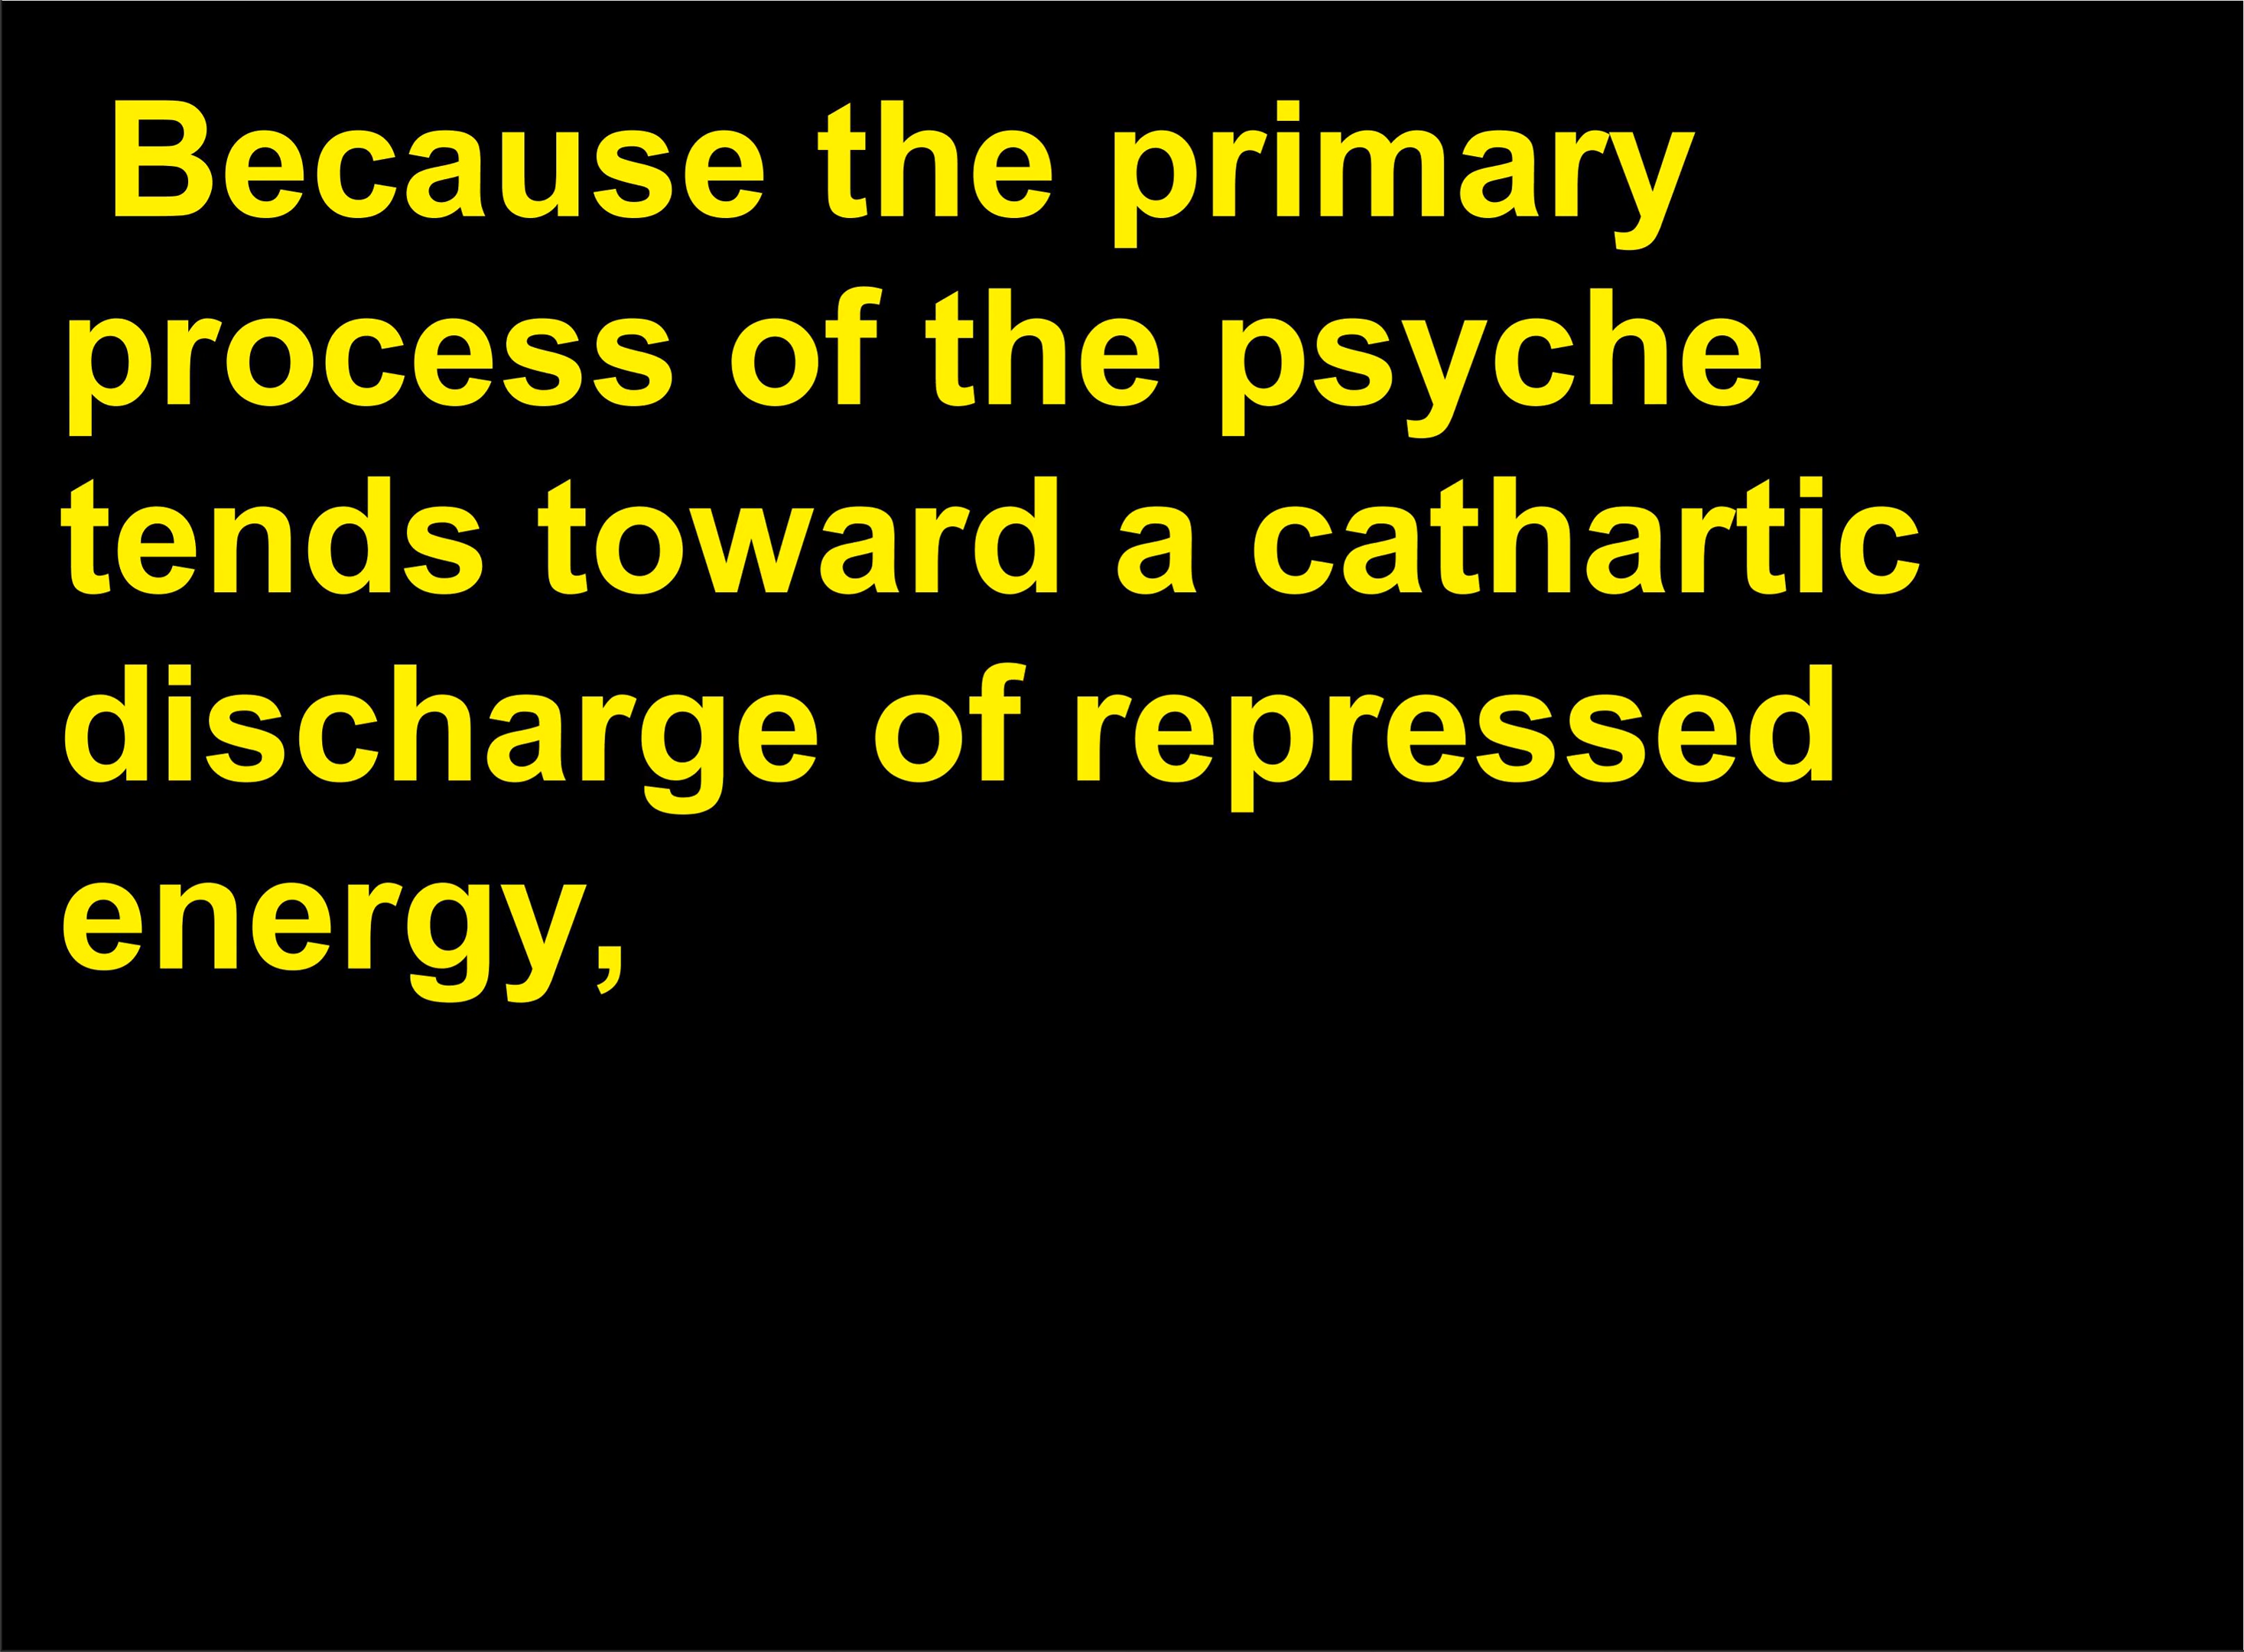 Because the primary
process of the psyche
tends toward a cathartic
discharge of repressed
energy,